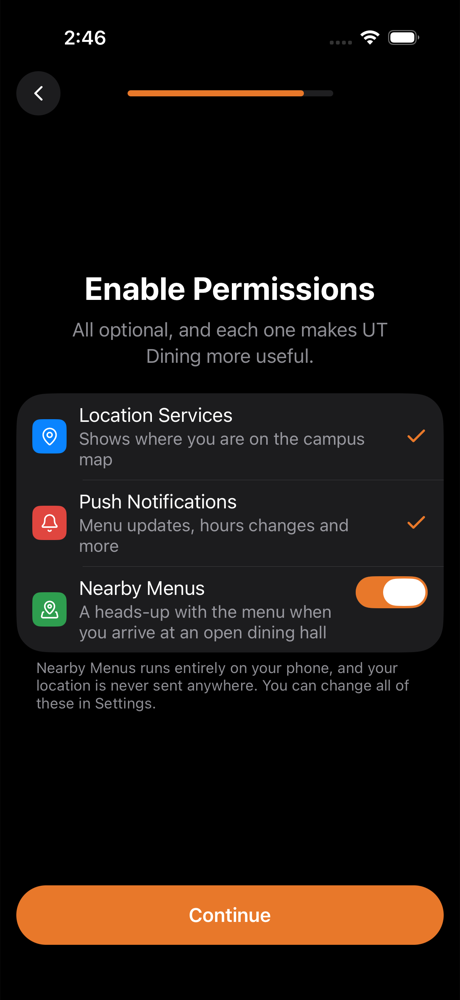 2:46
Enable Permissions
All optional, and each one makes UT
Dining more useful.
Location Services
Shows where you are on the campus
map
Push Notifications
Menu updates, hours changes and
more
Nearby Menus
A heads-up with the menu when
you arrive at an open dining hall
Nearby Menus runs entirely on your phone, and your
location is never sent anywhere. You can change all of
these in Settings.
Continue